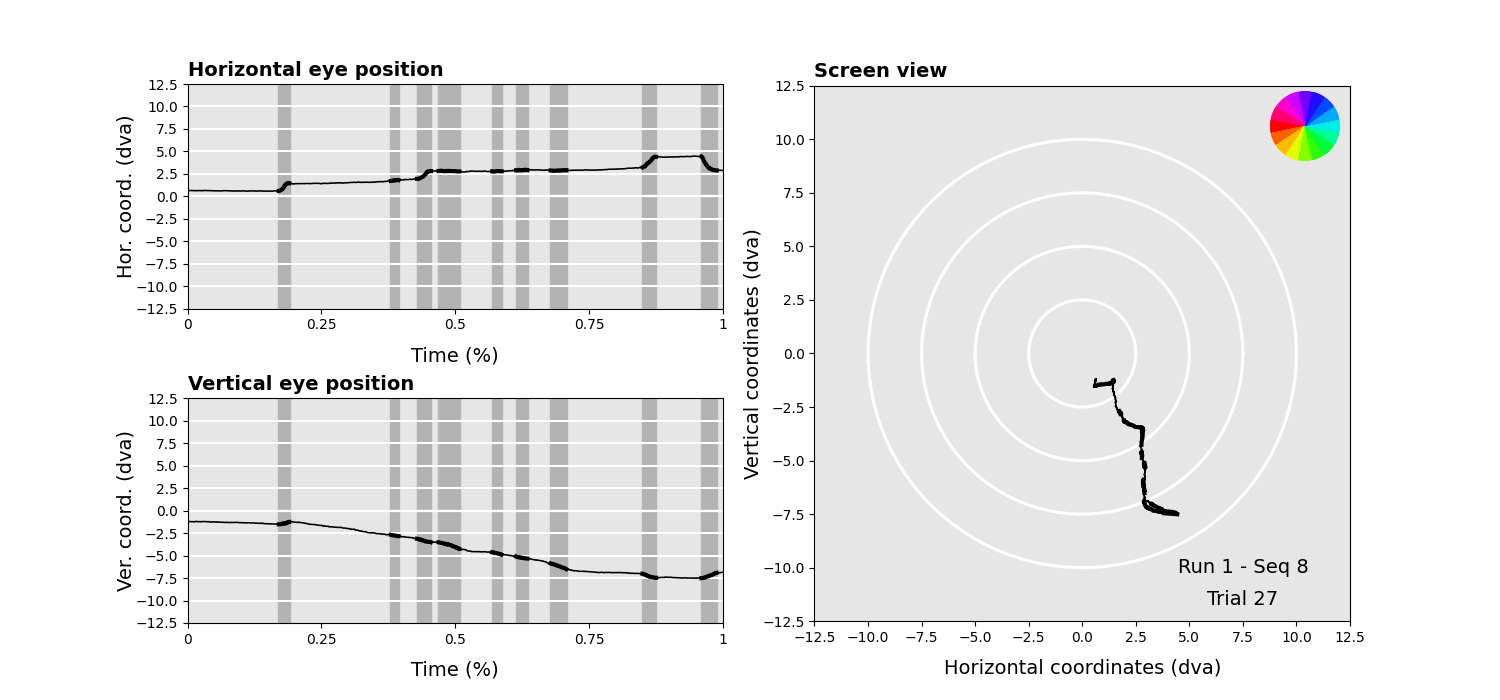 Horizontal eye position
Hor. coord. (dva)
12.5
10.0
7.5
5.0
2.5
0.0
−2.5
−5.0
−7.5
−10.0
−12.5
0 0.25 0.5 0.75 1
Time (%)
Vertical eye position
Ver. coord. (dva)
12.5
10.0
7.5
5.0
2.5
0.0
−2.5
−5.0
−7.5
−10.0
−12.5
0 0.25 0.5 0.75 1
Time (%)
Screen view
Vertical coordinates (dva)
12.5
10.0
7.5
5.0
2.5
0.0
−2.5
−5.0
−7.5
−10.0
−12.5
Run 1 - Seq 8
Trial 27
−12.5 −10.0 −7.5 −5.0 −2.5 0.0 2.5 5.0 7.5 10.0 12.5
Horizontal coordinates (dva)